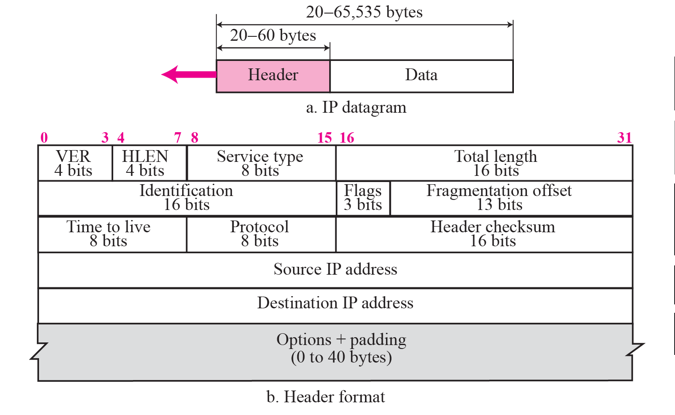 20–65,535 bytes
20–60 bytes
Header Data
a. IP datagram
0 3 4 7 8 15 16 31
VER HLEN Service type Total length
4 bits 4 bits 8 bits 16 bits
Identification Flags Fragmentation offset
16 bits 3 bits 13 bits
Time to live Protocol Header checksum
8 bits 8 bits 16 bits
Source IP address
Destination IP address
Options + padding
(0 to 40 bytes)
b. Header format